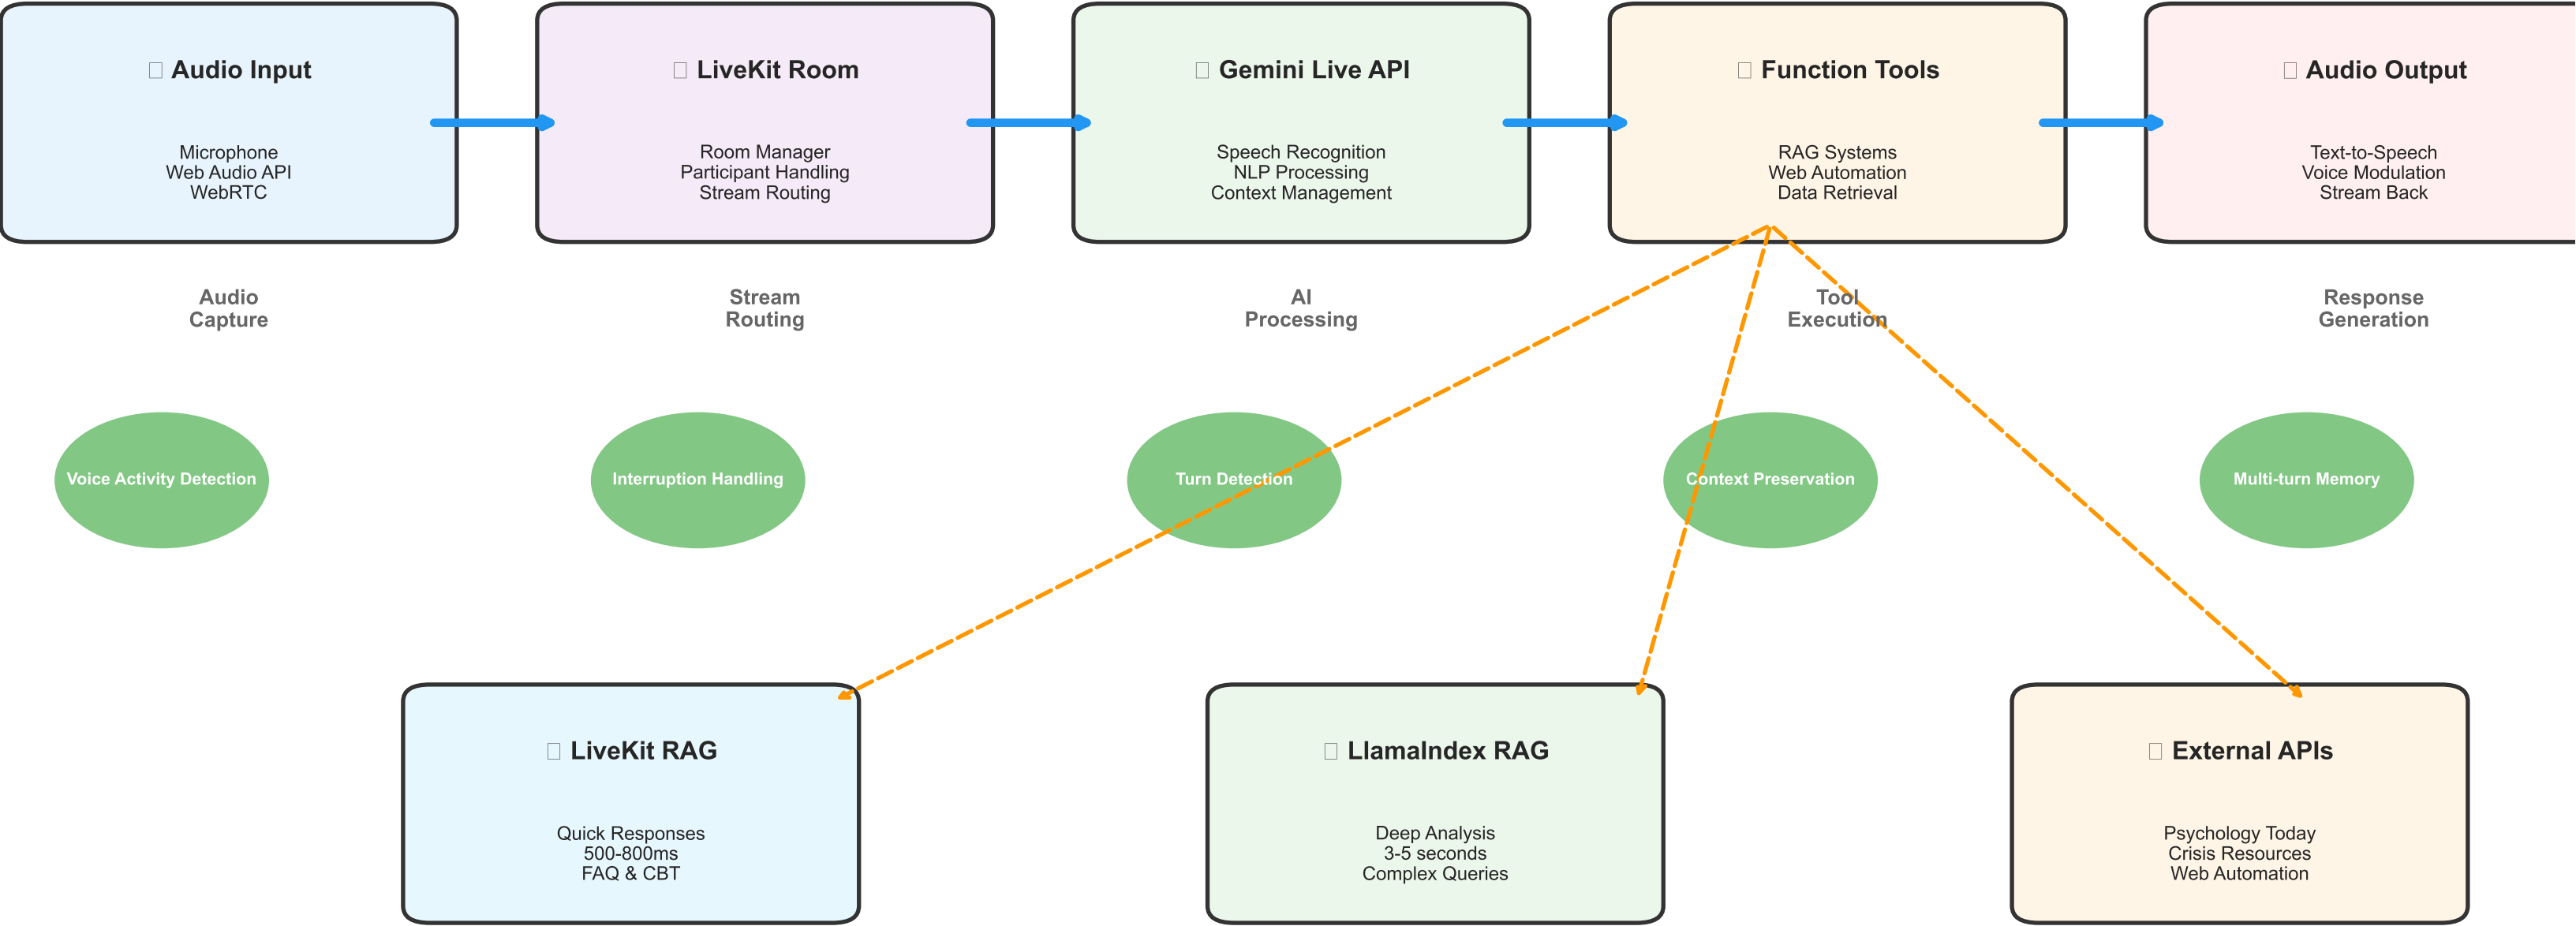 Audio Input
Microphone
Web Audio API
WebRTC
LiveKit Room
Room Manager
Participant Handling
Stream Routing
Gemini Live API
Speech Recognition
NLP Processing
Context Management
Function Tools
RAG Systems
Web Automation
Data Retrieval
Audio Output
Text-to-Speech
Voice Modulation
Stream Back
Audio
Capture
Stream
Routing
AI
Processing
Tool
Execution
Response
Generation
Voice Activity Detection
Interruption Handling
Turn Detection
Context Preservation
Multi-turn Memory
LiveKit RAG
Quick Responses
500-800ms
FAQ & CBT
LlamaIndex RAG
Deep Analysis
3-5 seconds
Complex Queries
External APIs
Psychology Today
Crisis Resources
Web Automation